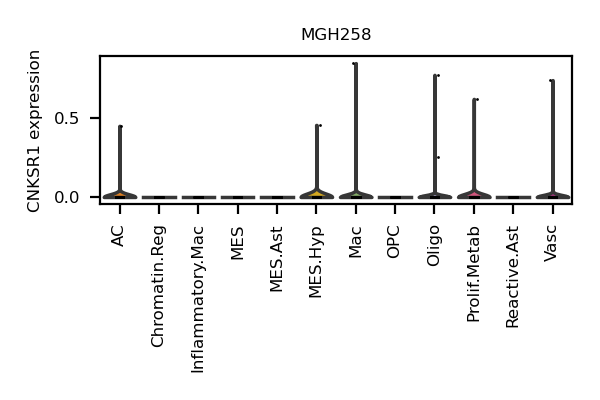 MGH258
CNKSR1 expression
0.5
0.0
AC
Chromatin.Reg
Inflammatory.Mac
MES
MES.Ast
MES.Hyp
Mac
OPC
Oligo
Prolif.Metab
Reactive.Ast
Vasc